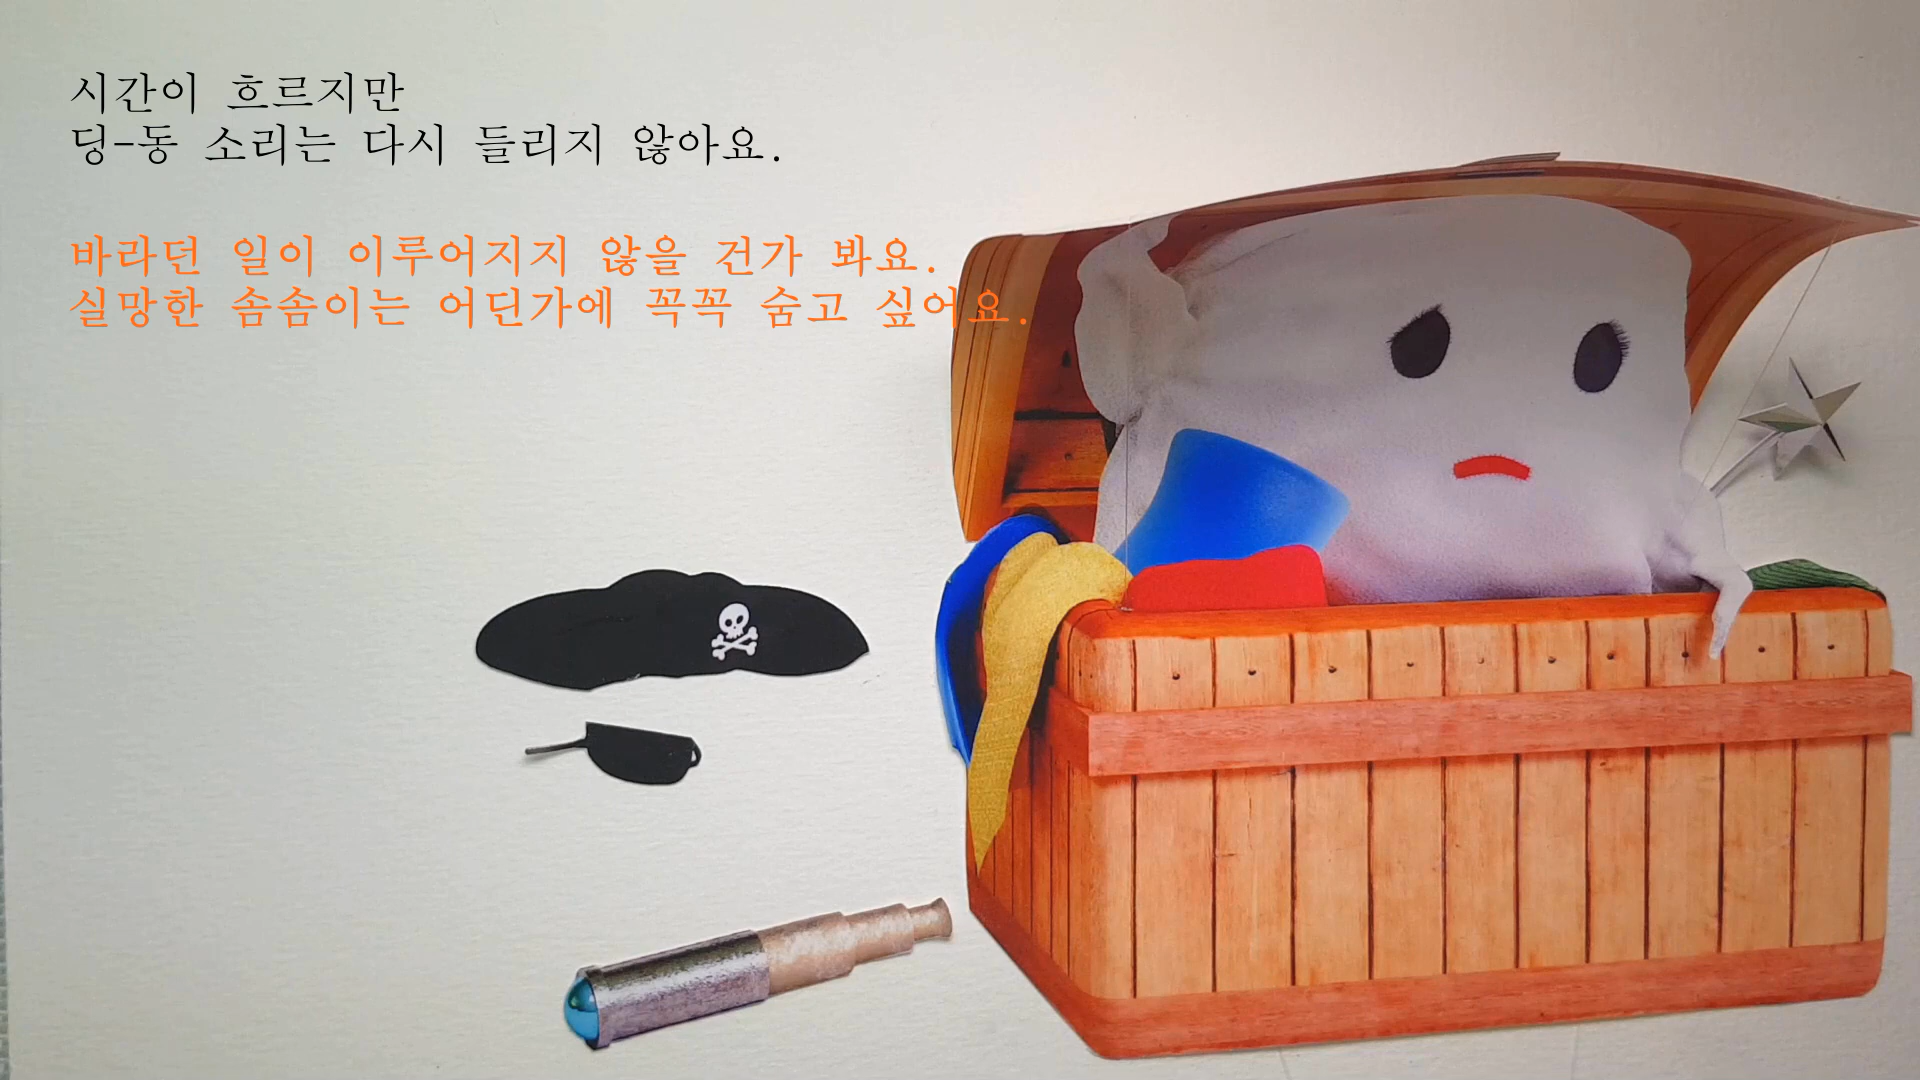 시간이 흐르지만
딩-동 소리는 다시 들리지 않아요.
바라던 일이 이루어지지 않을 건가 봐요.
실망한 솜솜이는 어딘가에 꼭꼭 숨고 싶어요.